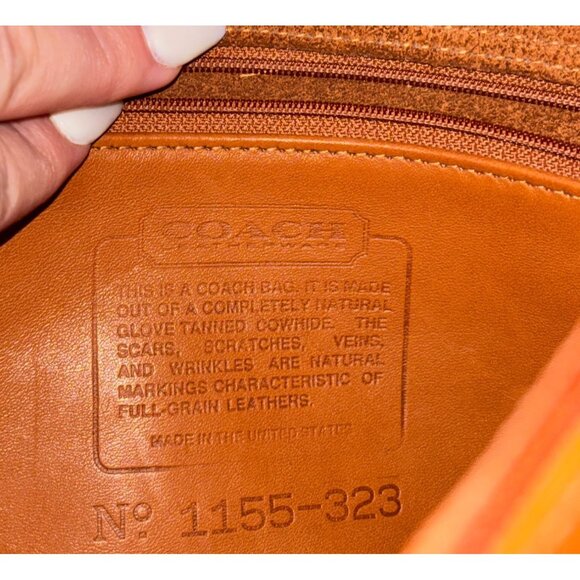 COACH
LEATHERWARE
THIS IS A COACH BAG. IT IS MADE
OUT OF A COMPLETELY NATURAL
GLOVE TANNED COWHIDE. THE
SCARS, SCRATCHES, VEINS,
AND WRINKLES ARE NATURAL
MARKINGS CHARACTERISTIC OF
FULL-GRAIN LEATHERS.
MADE IN THE UNITED STATES
Nº 1155-323